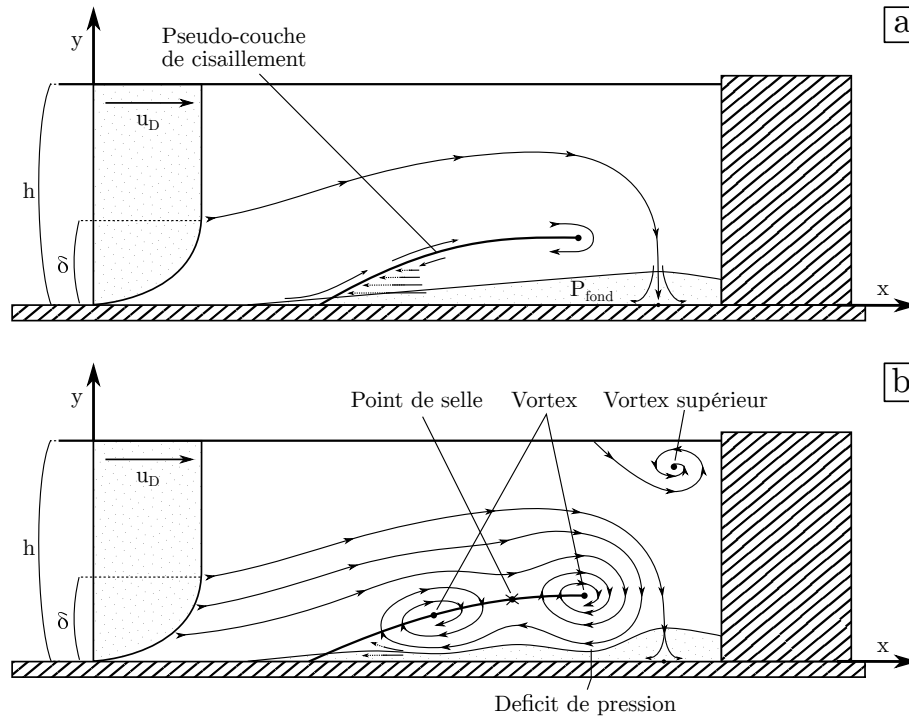 a
y
Pseudo-couche
de cisaillement
u_D
h
δ
P_fond
x
b
y
Point de selle
Vortex
Vortex supérieur
u_D
h
δ
x
Deficit de pression